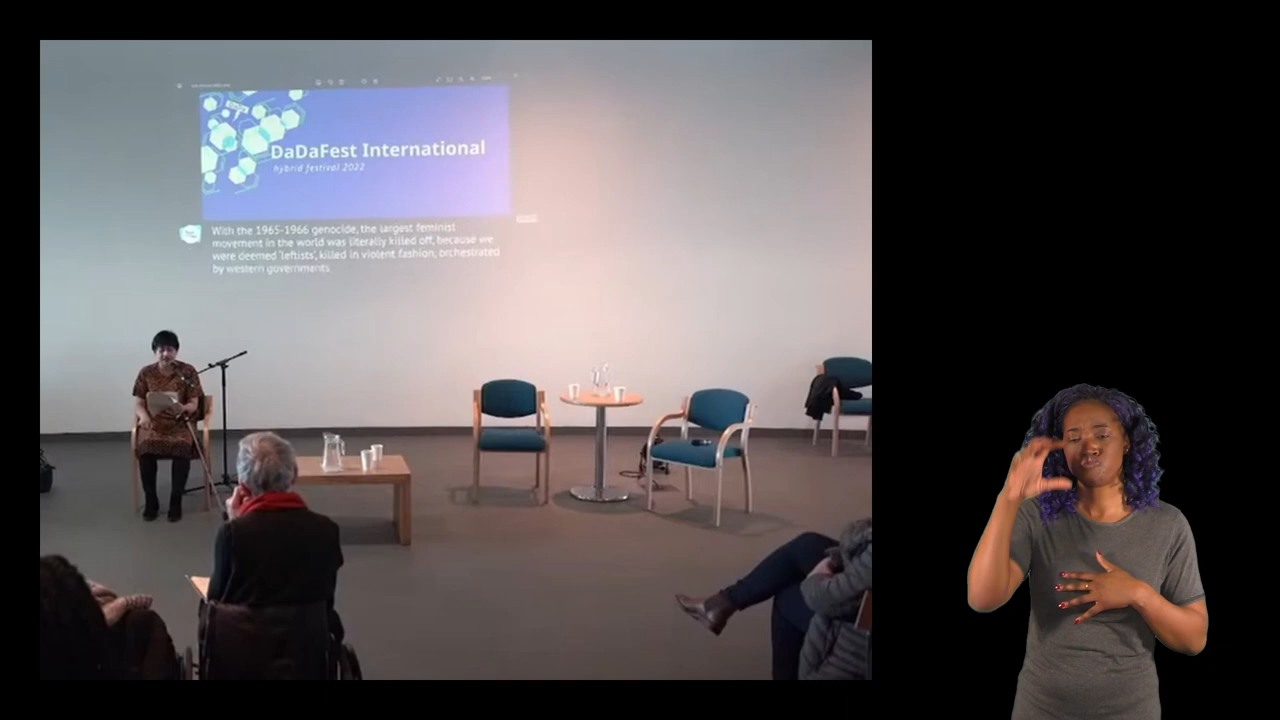 DaDaFest International
hybrid festival 2022
With the 1965-1966 genocide, the largest feminist
movement in the world was literally killed off, because we
were deemed 'leftists', killed in violent fashion, orchestrated
by western governments